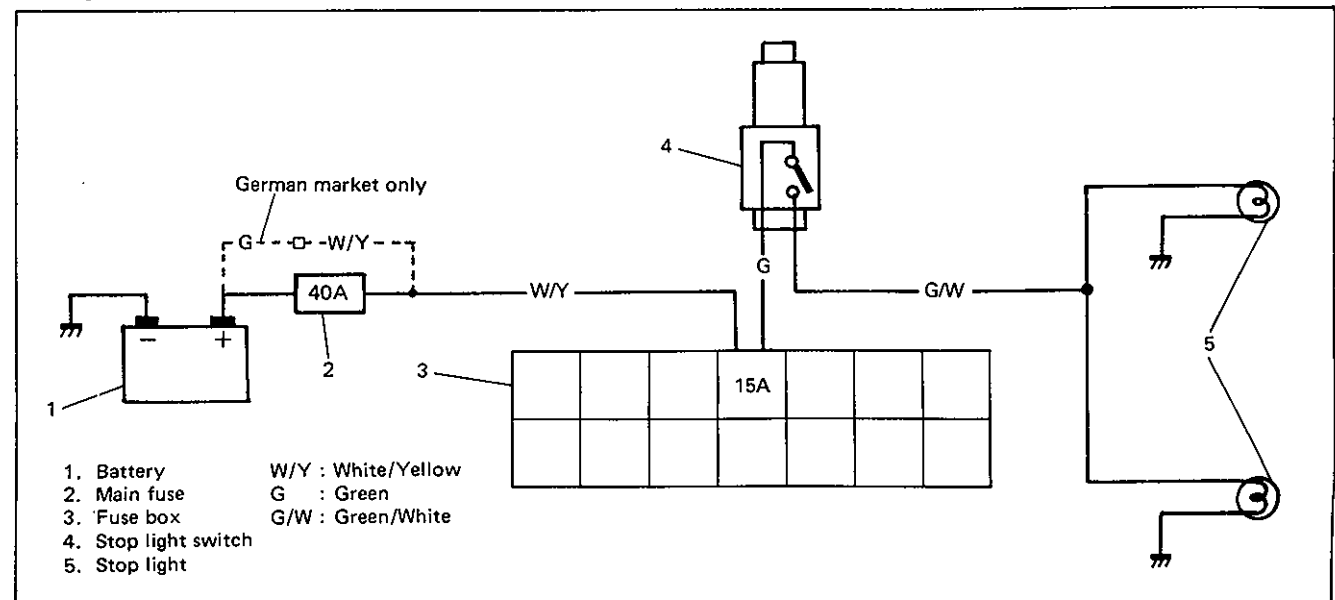 4
German market only
G
W/Y
40A
W/Y
G
G/W
5
2
3
15A
1
1. Battery
2. Main fuse
3. Fuse box
4. Stop light switch
5. Stop light
W/Y : White/Yellow
G : Green
G/W : Green/White
− +